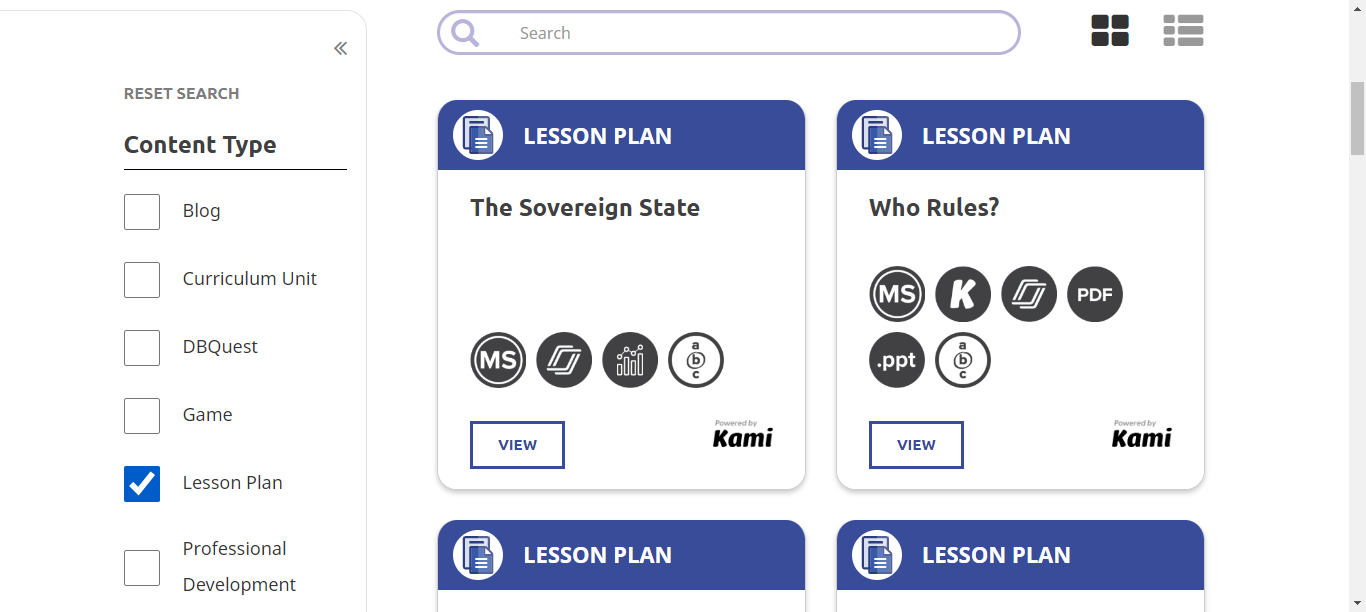 Search
RESET SEARCH
Content Type
Blog
Curriculum Unit
DBQuest
Game
Lesson Plan
Professional
Development
LESSON PLAN
The Sovereign State
MS
a
b
c
VIEW
Powered by
Kami
LESSON PLAN
Who Rules?
MS K PDF
.ppt
a
b
c
VIEW
Powered by
Kami
LESSON PLAN
LESSON PLAN